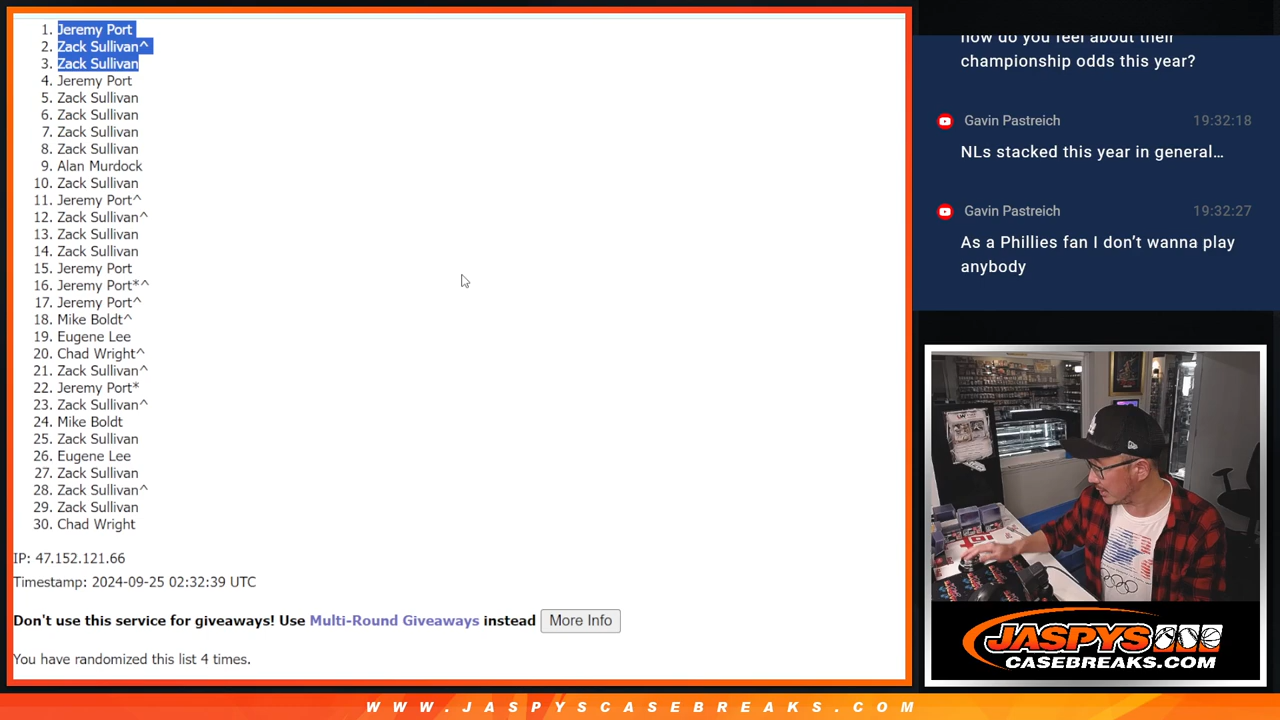 1. Jeremy Port
2. Zack Sullivan^
3. Zack Sullivan
4. Jeremy Port
5. Zack Sullivan
6. Zack Sullivan
7. Zack Sullivan
8. Zack Sullivan
9. Alan Murdock
10. Zack Sullivan
11. Jeremy Port^
12. Zack Sullivan^
13. Zack Sullivan
14. Zack Sullivan
15. Jeremy Port
16. Jeremy Port*^
17. Jeremy Port^
18. Mike Boldt^
19. Eugene Lee
20. Chad Wright^
21. Zack Sullivan^
22. Jeremy Port*
23. Zack Sullivan^
24. Mike Boldt
25. Zack Sullivan
26. Eugene Lee
27. Zack Sullivan
28. Zack Sullivan^
29. Zack Sullivan
30. Chad Wright
IP: 47.152.121.66
Timestamp: 2024-09-25 02:32:39 UTC
Don't use this service for giveaways! Use Multi-Round Giveaways instead More Info
You have randomized this list 4 times.
how do you feel about their
championship odds this year?
Gavin Pastreich 19:32:18
NLs stacked this year in general...
Gavin Pastreich 19:32:27
As a Phillies fan I don't wanna play
anybody
JASPYS
CASEBREAKS.COM
WWW.JASPYSCASEBREAKS.COM